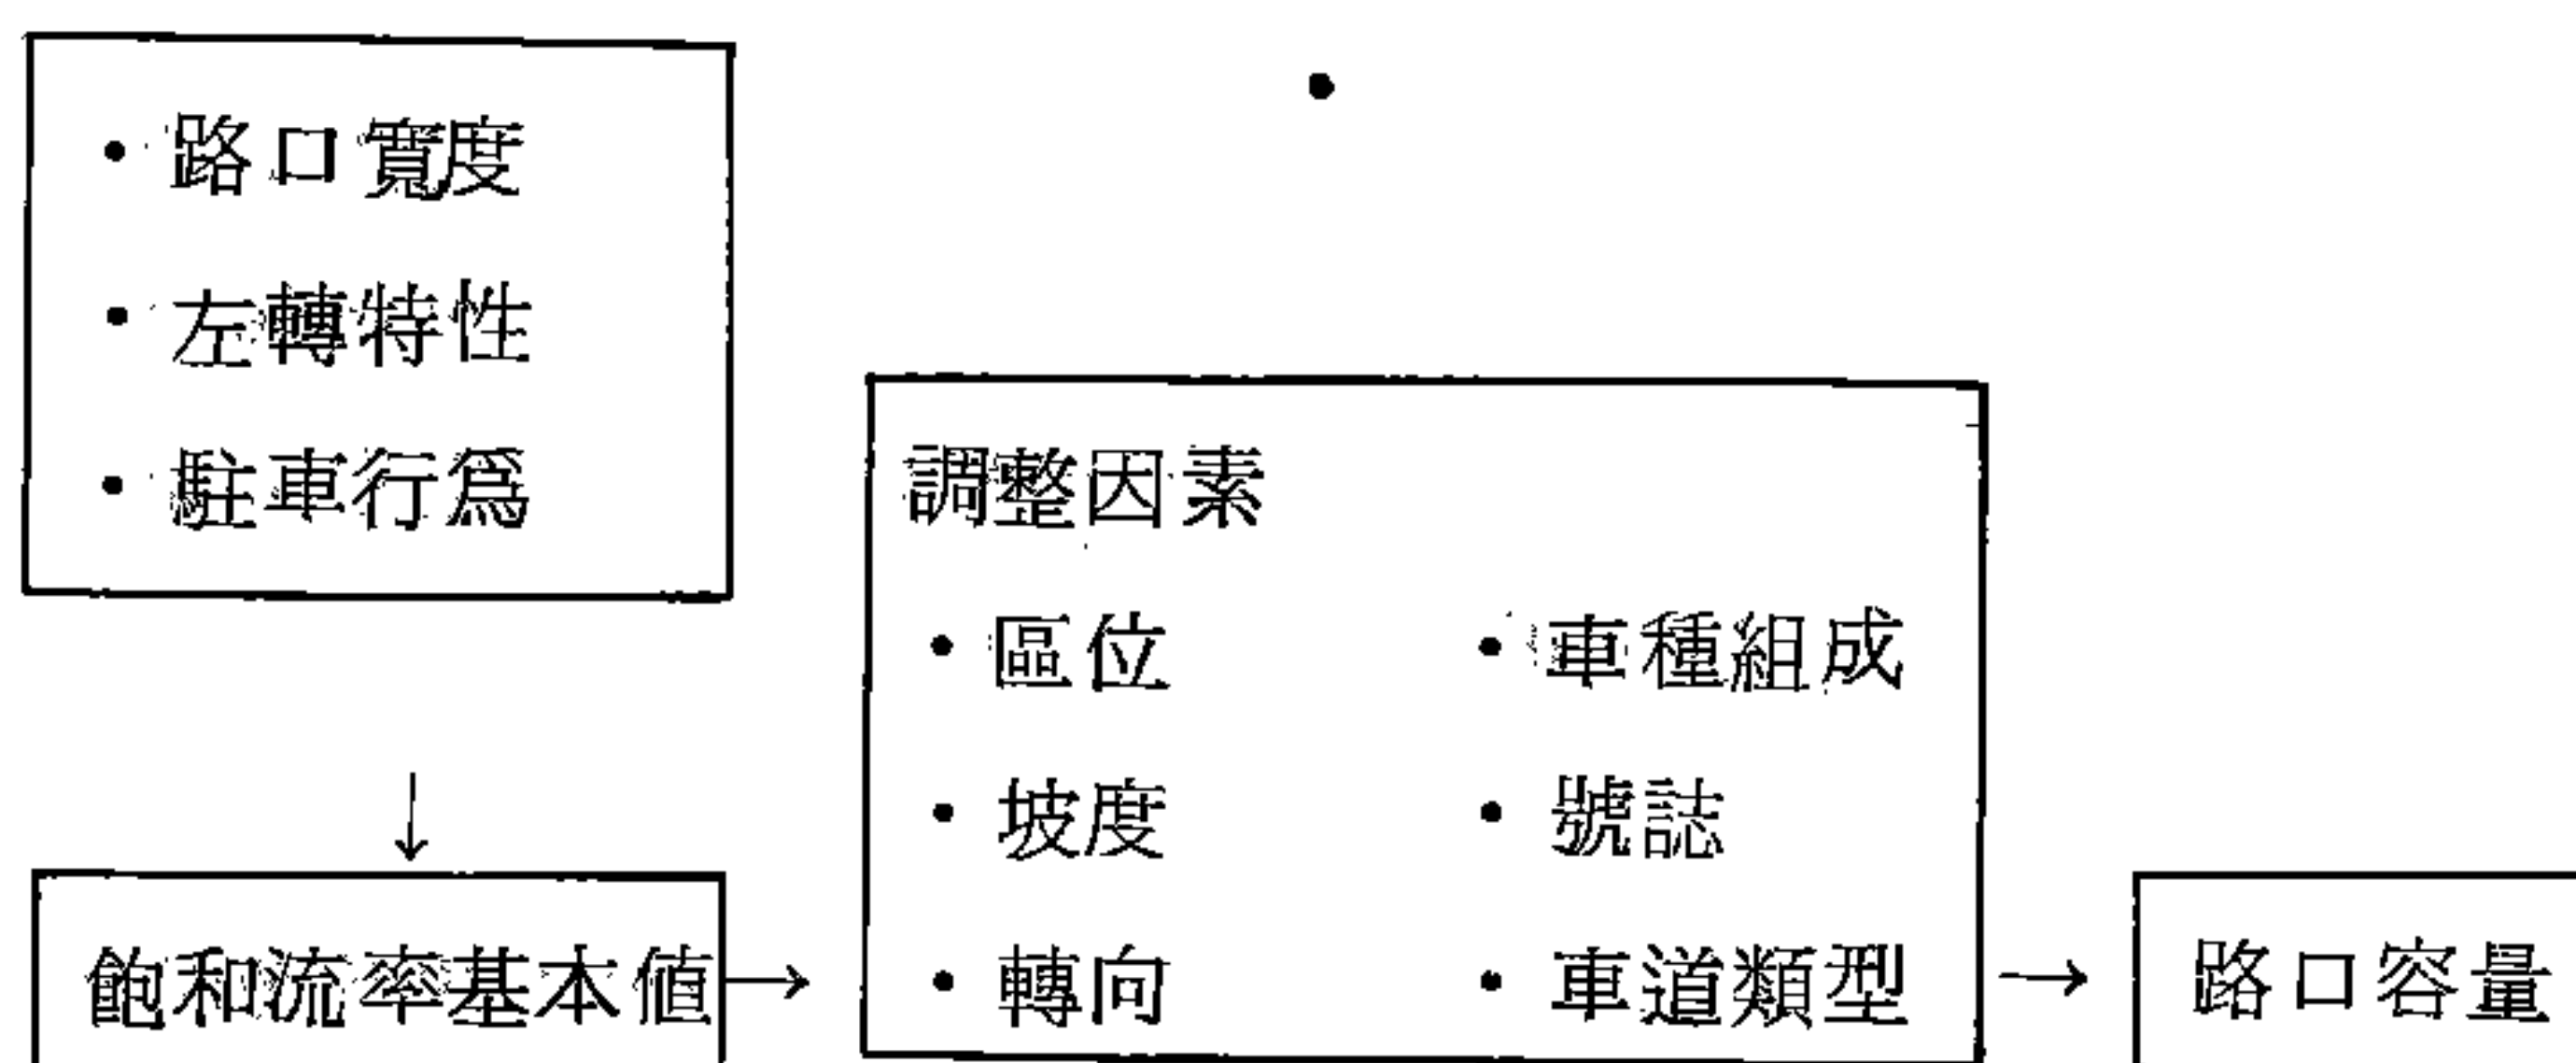 • 路口寬度
• 左轉特性
• 駐車行爲
調整因素
• 區位 • 車種組成
• 坡度 • 號誌
• 轉向 • 車道類型
飽和流率基本值
路口容量